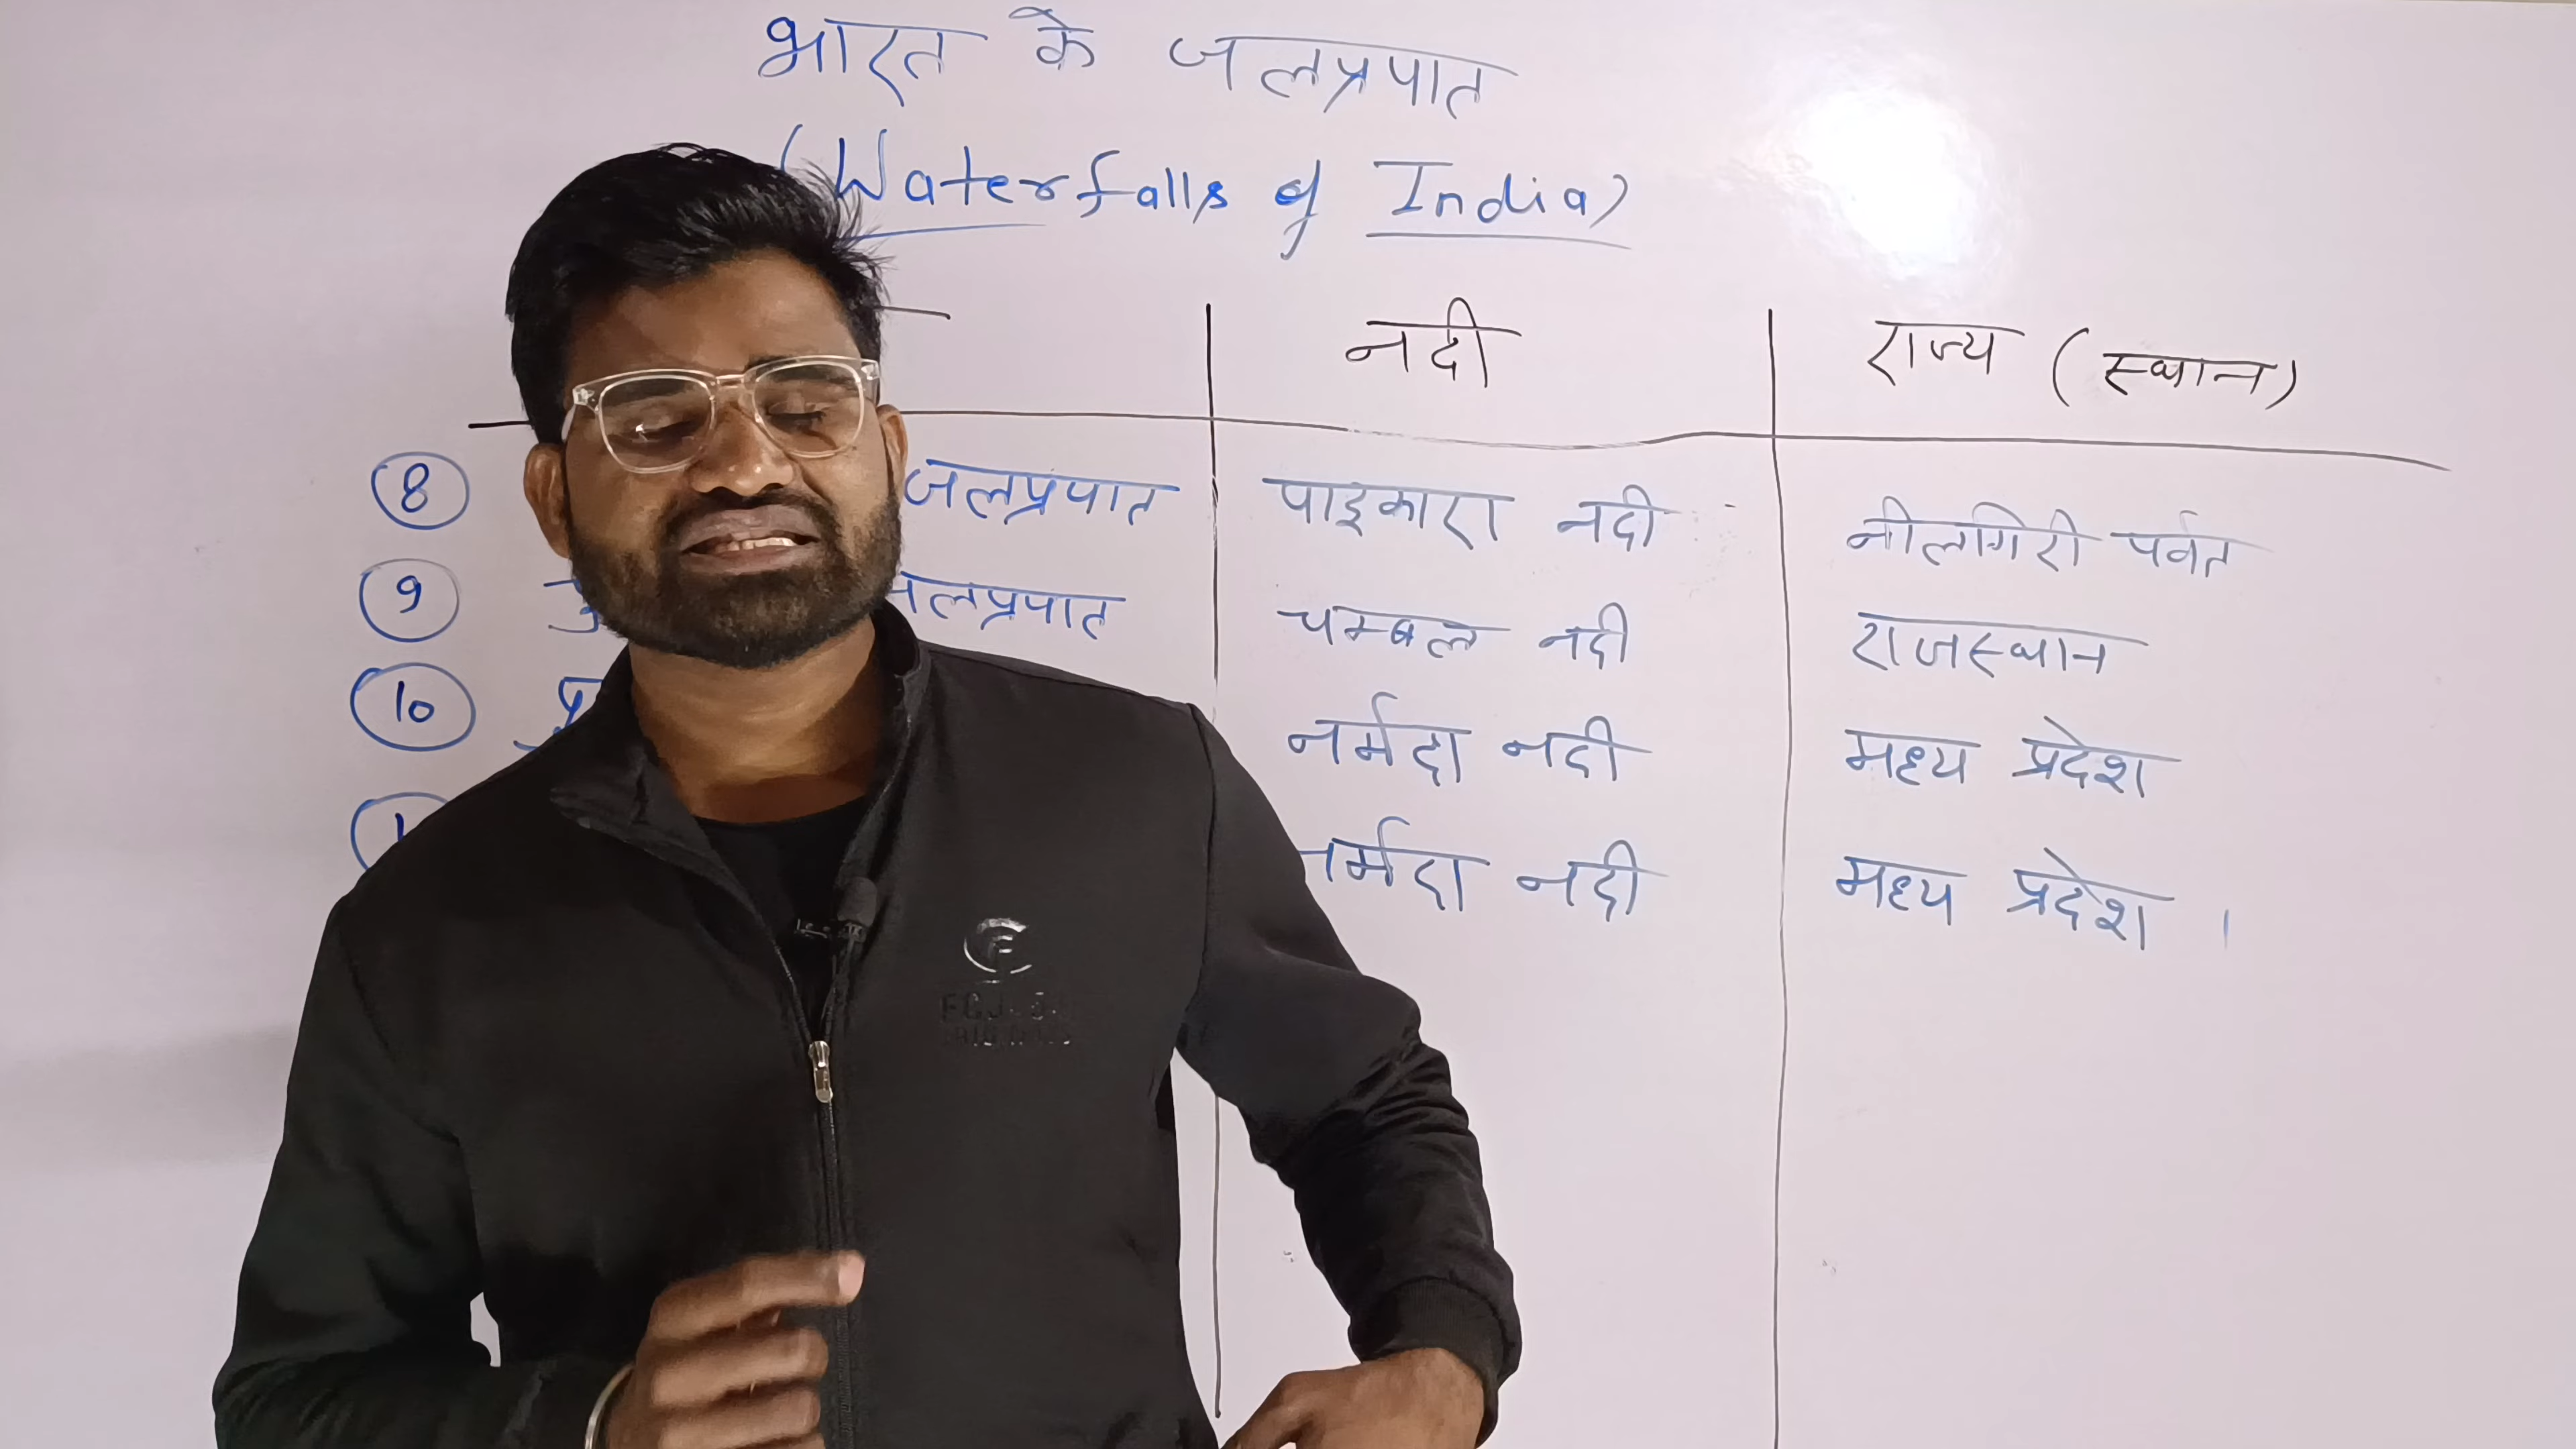 भारत के जलप्रपात
(Waterfalls of India)
नदी राज्य (स्थान)
8 जलप्रपात पाइकारा नदी नीलगिरी पर्वत
9 जलप्रपात चम्बल नदी राजस्थान
10 नर्मदा नदी मध्य प्रदेश
नर्मदा नदी मध्य प्रदेश ।